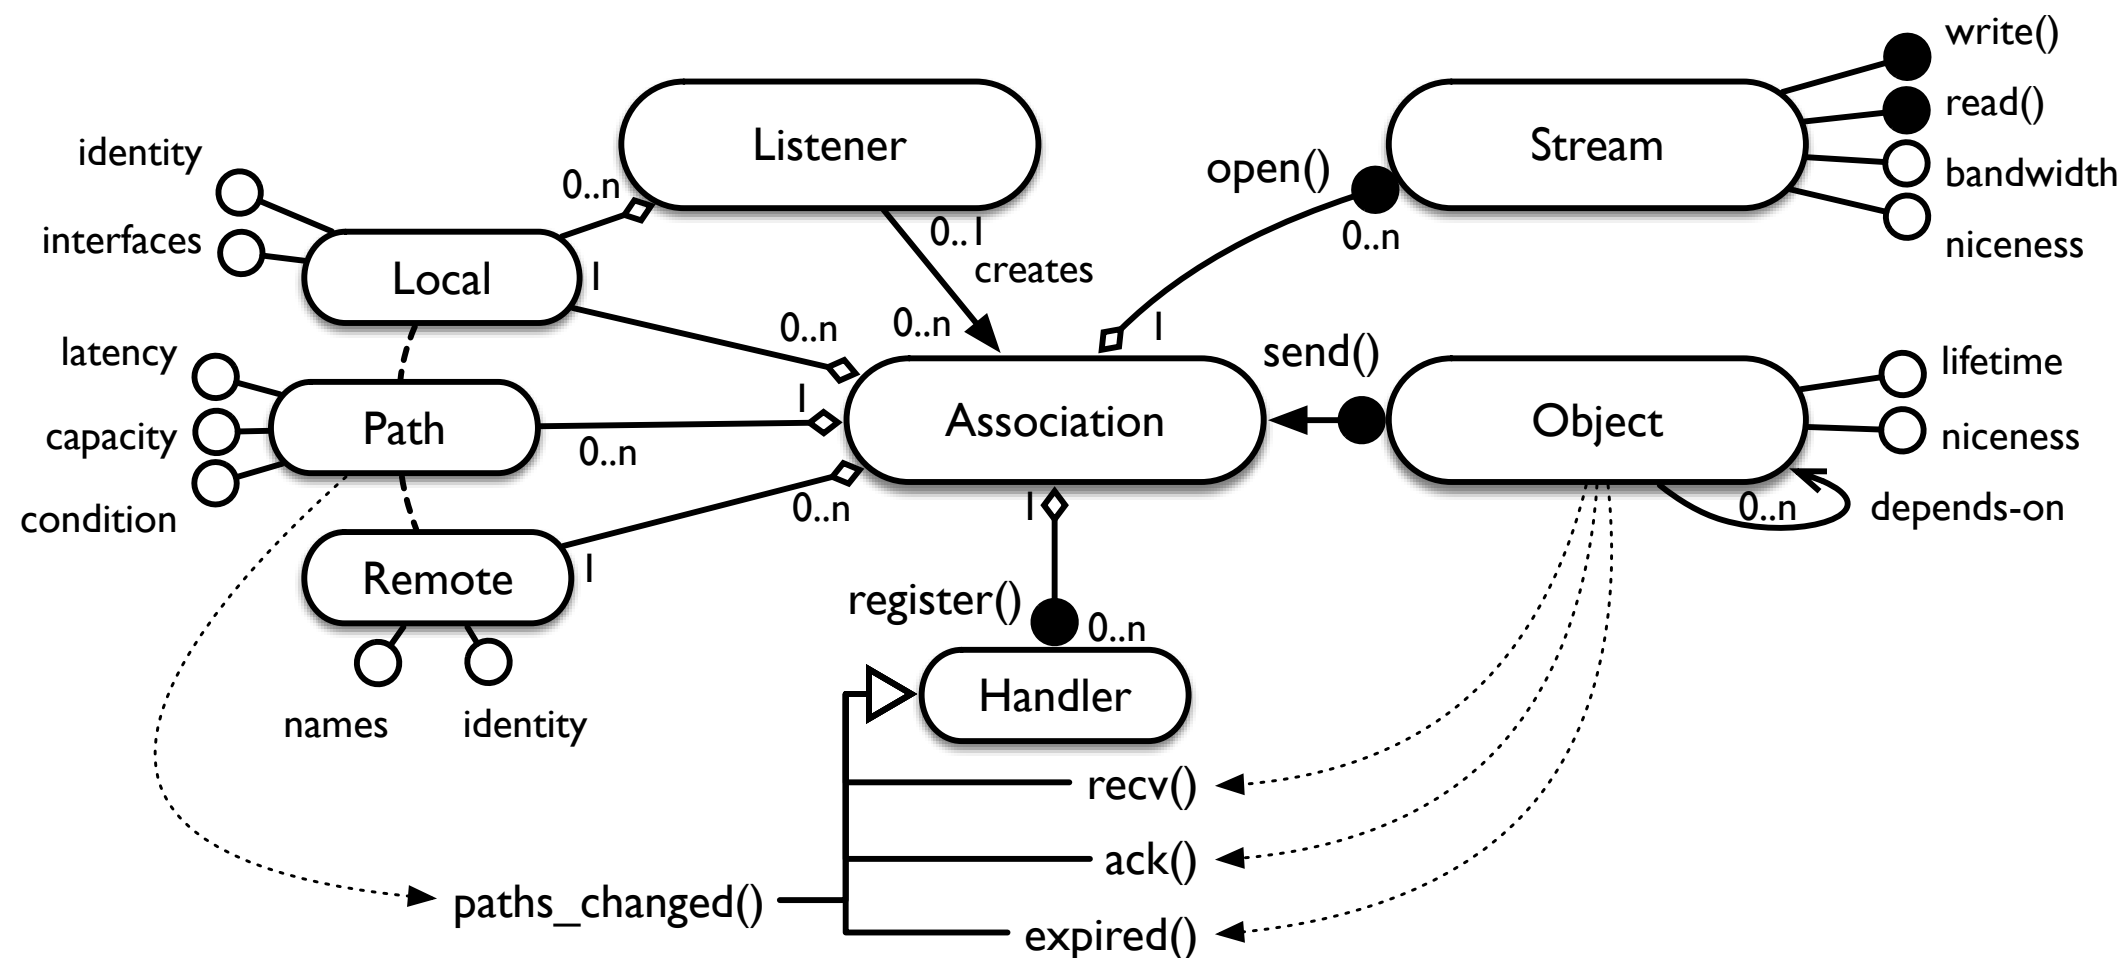 write()
read()
bandwidth
niceness
Listener
Stream
open()
0..n
identity
interfaces
0..n
0..1
creates
Local
1
0..n
0..n
1
latency
capacity
condition
Path
1
0..n
Association
send()
Object
lifetime
niceness
0..n
depends-on
0..n
1
Remote
1
register()
0..n
names
identity
Handler
recv()
ack()
paths_changed()
expired()